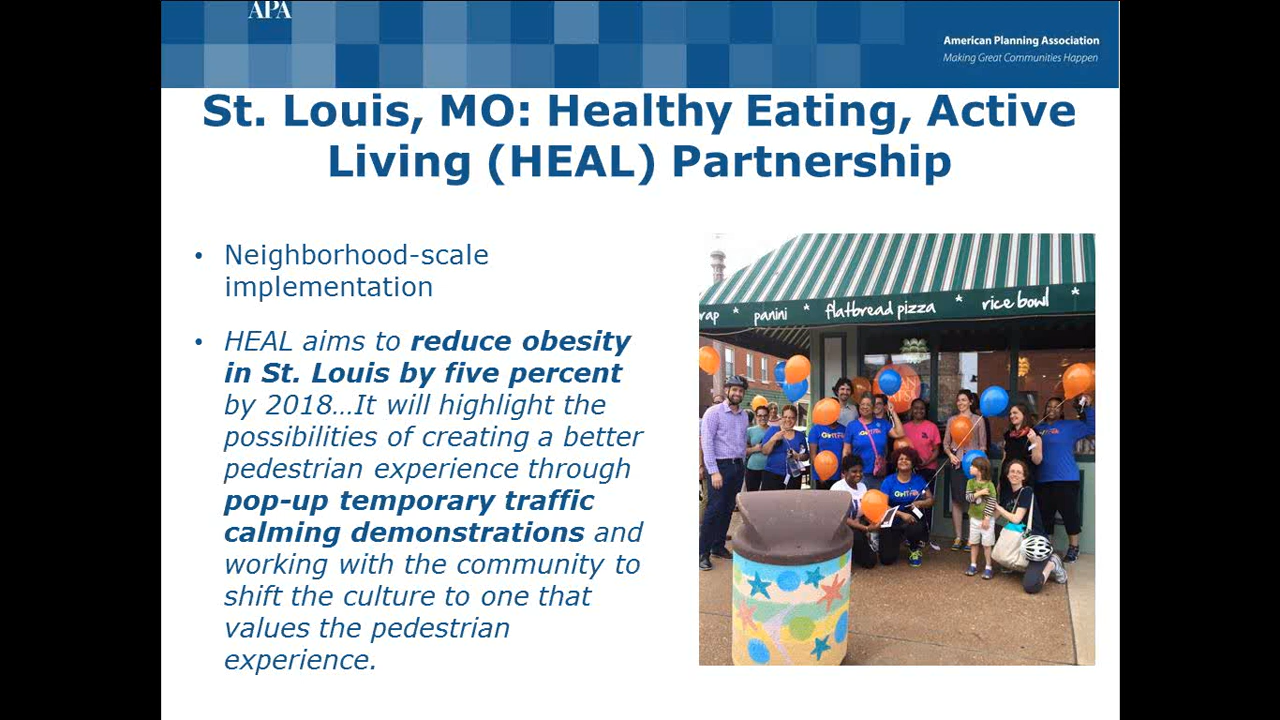 APA
American Planning Association
Making Great Communities Happen
St. Louis, MO: Healthy Eating, Active
Living (HEAL) Partnership
• Neighborhood-scale
implementation
• HEAL aims to reduce obesity
in St. Louis by five percent
by 2018…It will highlight the
possibilities of creating a better
pedestrian experience through
pop-up temporary traffic
calming demonstrations and
working with the community to
shift the culture to one that
values the pedestrian
experience.
rap * panini * flatbread pizza * rice bowl *